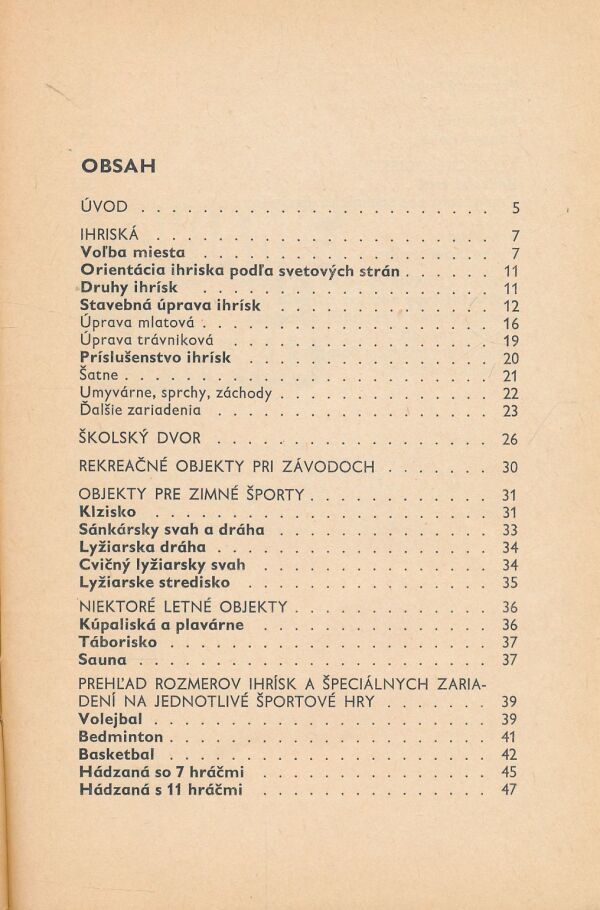 OBSAH
ÚVOD . . . . . . . . . . . . . . . . . . . . . . . 5
IHRISKÁ . . . . . . . . . . . . . . . . . . . . . . 7
Voľba miesta . . . . . . . . . . . . . . . . . . . . 7
Orientácia ihriska podľa svetových strán . . . . . . 11
Druhy ihrísk . . . . . . . . . . . . . . . . . . . 11
Stavebná úprava ihrísk . . . . . . . . . . . . . . 12
Úprava mlatová . . . . . . . . . . . . . . . . . . . 16
Úprava trávniková . . . . . . . . . . . . . . . . . . 19
Príslušenstvo ihrísk . . . . . . . . . . . . . . . . 20
Šatne . . . . . . . . . . . . . . . . . . . . . . . . 21
Umyvárne, sprchy, záchody . . . . . . . . . . . . . . 22
Ďalšie zariadenia . . . . . . . . . . . . . . . . . . 23
ŠKOLSKÝ DVOR . . . . . . . . . . . . . . . . . . 26
REKREAČNÉ OBJEKTY PRI ZÁVODOCH . . . . . . . 30
OBJEKTY PRE ZIMNÉ ŠPORTY . . . . . . . . . . . . 31
Klzisko . . . . . . . . . . . . . . . . . . . . . . 31
Sánkársky svah a dráha . . . . . . . . . . . . . . 33
Lyžiarska dráha . . . . . . . . . . . . . . . . . . 34
Cvičný lyžiarsky svah . . . . . . . . . . . . . . . 34
Lyžiarske stredisko . . . . . . . . . . . . . . . . 35
NIEKTORÉ LETNÉ OBJEKTY . . . . . . . . . . . . . 36
Kúpaliská a plavárne . . . . . . . . . . . . . . . 36
Táborisko . . . . . . . . . . . . . . . . . . . . . 37
Sauna . . . . . . . . . . . . . . . . . . . . . . . 37
PREHĽAD ROZMEROV IHRÍSK A ŠPECIÁLNYCH ZARIA-
DENÍ NA JEDNOTLIVÉ ŠPORTOVÉ HRY . . . . . . . 39
Volejbal . . . . . . . . . . . . . . . . . . . . . . 39
Bedminton . . . . . . . . . . . . . . . . . . . . . 41
Basketbal . . . . . . . . . . . . . . . . . . . . . 42
Hádzaná so 7 hráčmi . . . . . . . . . . . . . . . 45
Hádzaná s 11 hráčmi . . . . . . . . . . . . . . . 47